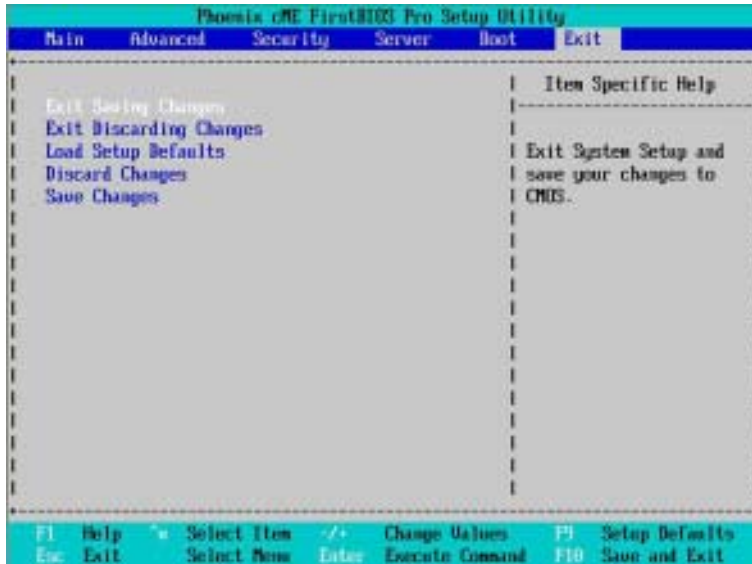 Phoenix cME FirstBIOS Pro Setup Utility
Main Advanced Security Server Boot Exit
Item Specific Help
Exit Saving Changes
Exit Discarding Changes
Load Setup Defaults
Discard Changes
Save Changes
Exit System Setup and
save your changes to
CMOS.
F1 Help Select Item -/+ Change Values F9 Setup Defaults
Esc Exit Select Menu Enter Execute Command F10 Save and Exit